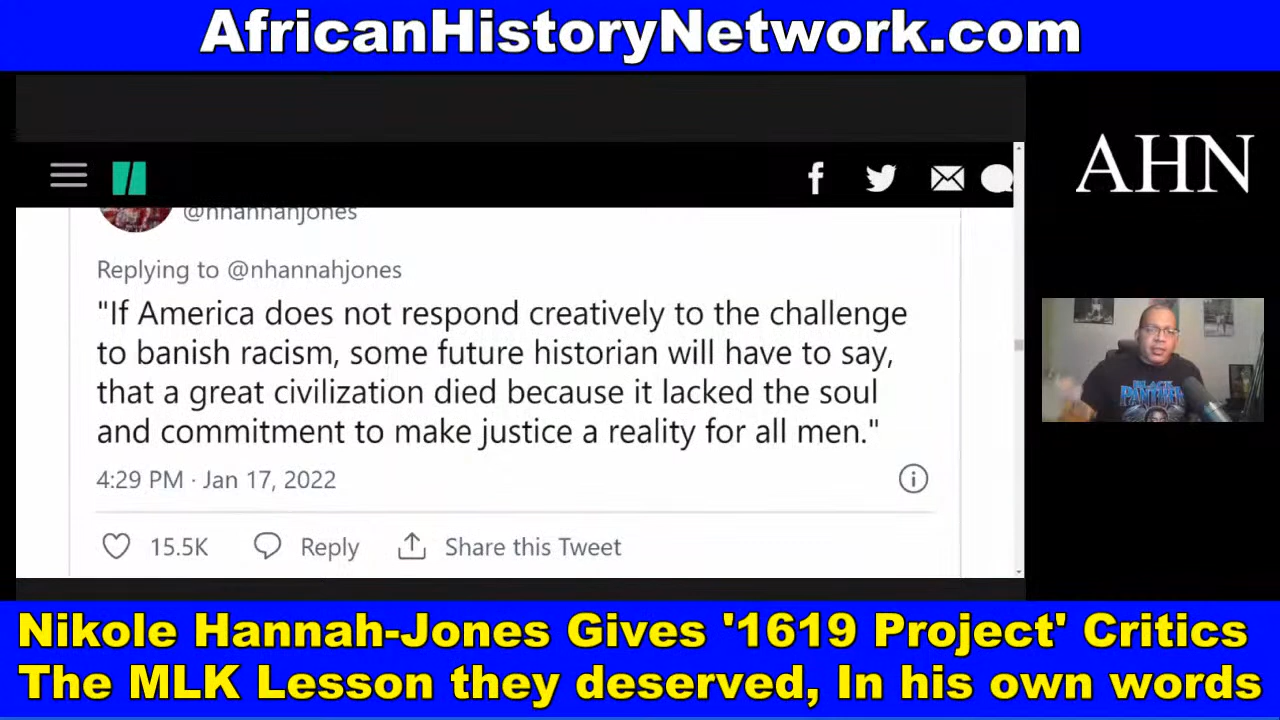 AfricanHistoryNetwork.com
AHN
@nhannahjones
Replying to @nhannahjones
"If America does not respond creatively to the challenge
to banish racism, some future historian will have to say,
that a great civilization died because it lacked the soul
and commitment to make justice a reality for all men."
4:29 PM · Jan 17, 2022
15.5K Reply Share this Tweet
BLACK
PANTHER
Nikole Hannah-Jones Gives '1619 Project' Critics
The MLK Lesson they deserved, In his own words